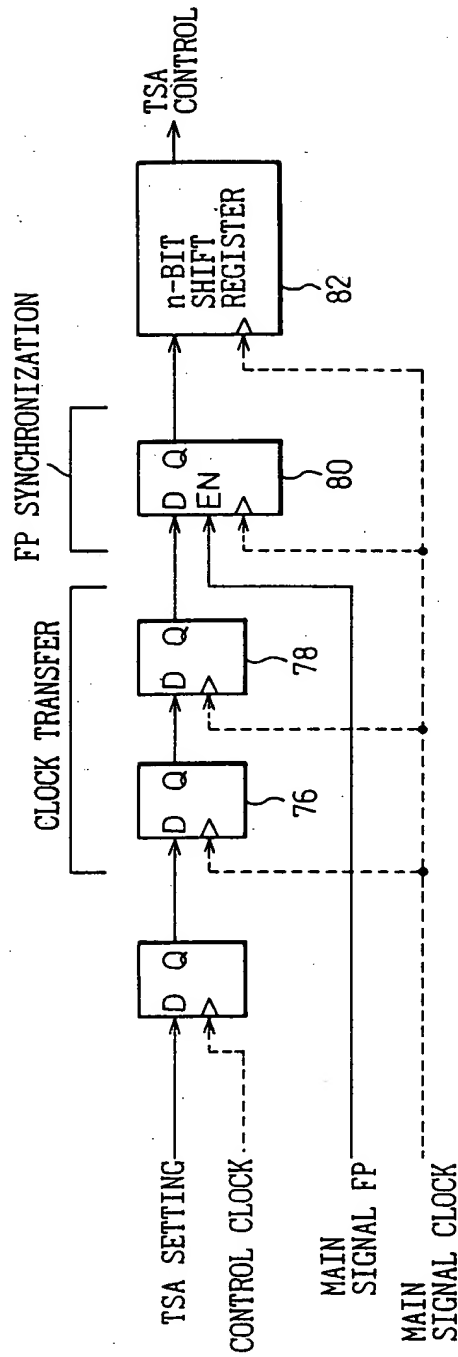 FP SYNCHRONIZATION
CLOCK TRANSFER
TSA SETTING
CONTROL CLOCK
MAIN
SIGNAL FP
MAIN
SIGNAL CLOCK
D Q
D Q
76
D Q
78
D Q
EN
80
n-BIT
SHIFT
REGISTER
82
TSA
CONTROL